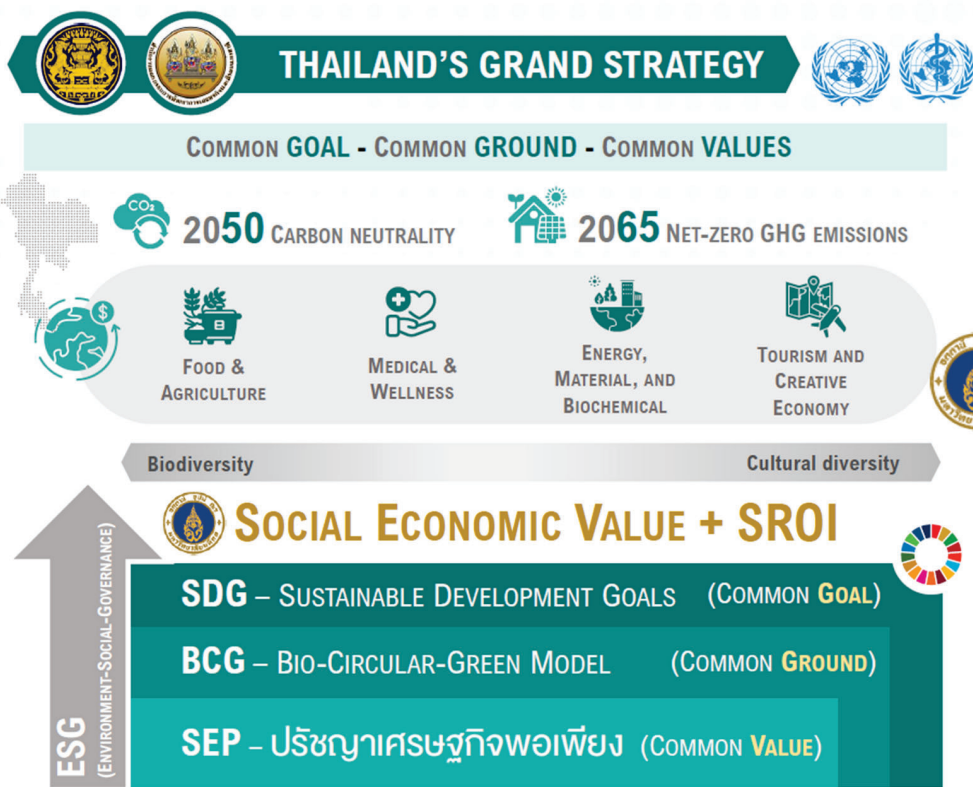 THAILAND'S GRAND STRATEGY
COMMON GOAL - COMMON GROUND - COMMON VALUES
CO2
2050 CARBON NEUTRALITY
2065 NET-ZERO GHG EMISSIONS
$
FOOD &
AGRICULTURE
MEDICAL &
WELLNESS
ENERGY,
MATERIAL, AND
BIOCHEMICAL
TOURISM AND
CREATIVE
ECONOMY
Biodiversity
Cultural diversity
SOCIAL ECONOMIC VALUE + SROI
ESG
(ENVIRONMENT-SOCIAL-GOVERNANCE)
SDG – SUSTAINABLE DEVELOPMENT GOALS (COMMON GOAL)
BCG – BIO-CIRCULAR-GREEN MODEL (COMMON GROUND)
SEP – ปรัชญาเศรษฐกิจพอเพียง (COMMON VALUE)